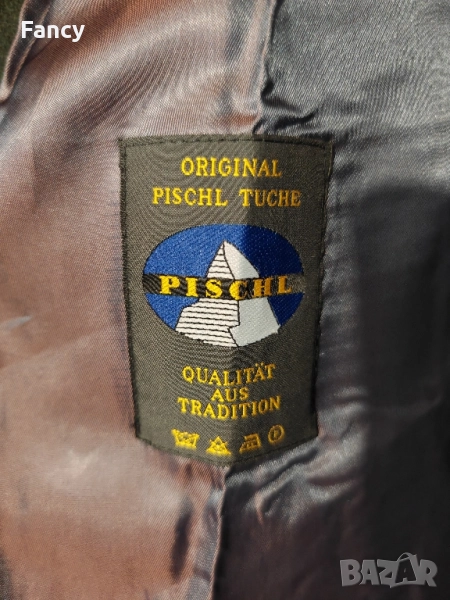 Fancy
ORIGINAL
PISCHL TUCHE
PISCHL
QUALITÄT
AUS
TRADITION
P
BAZAR